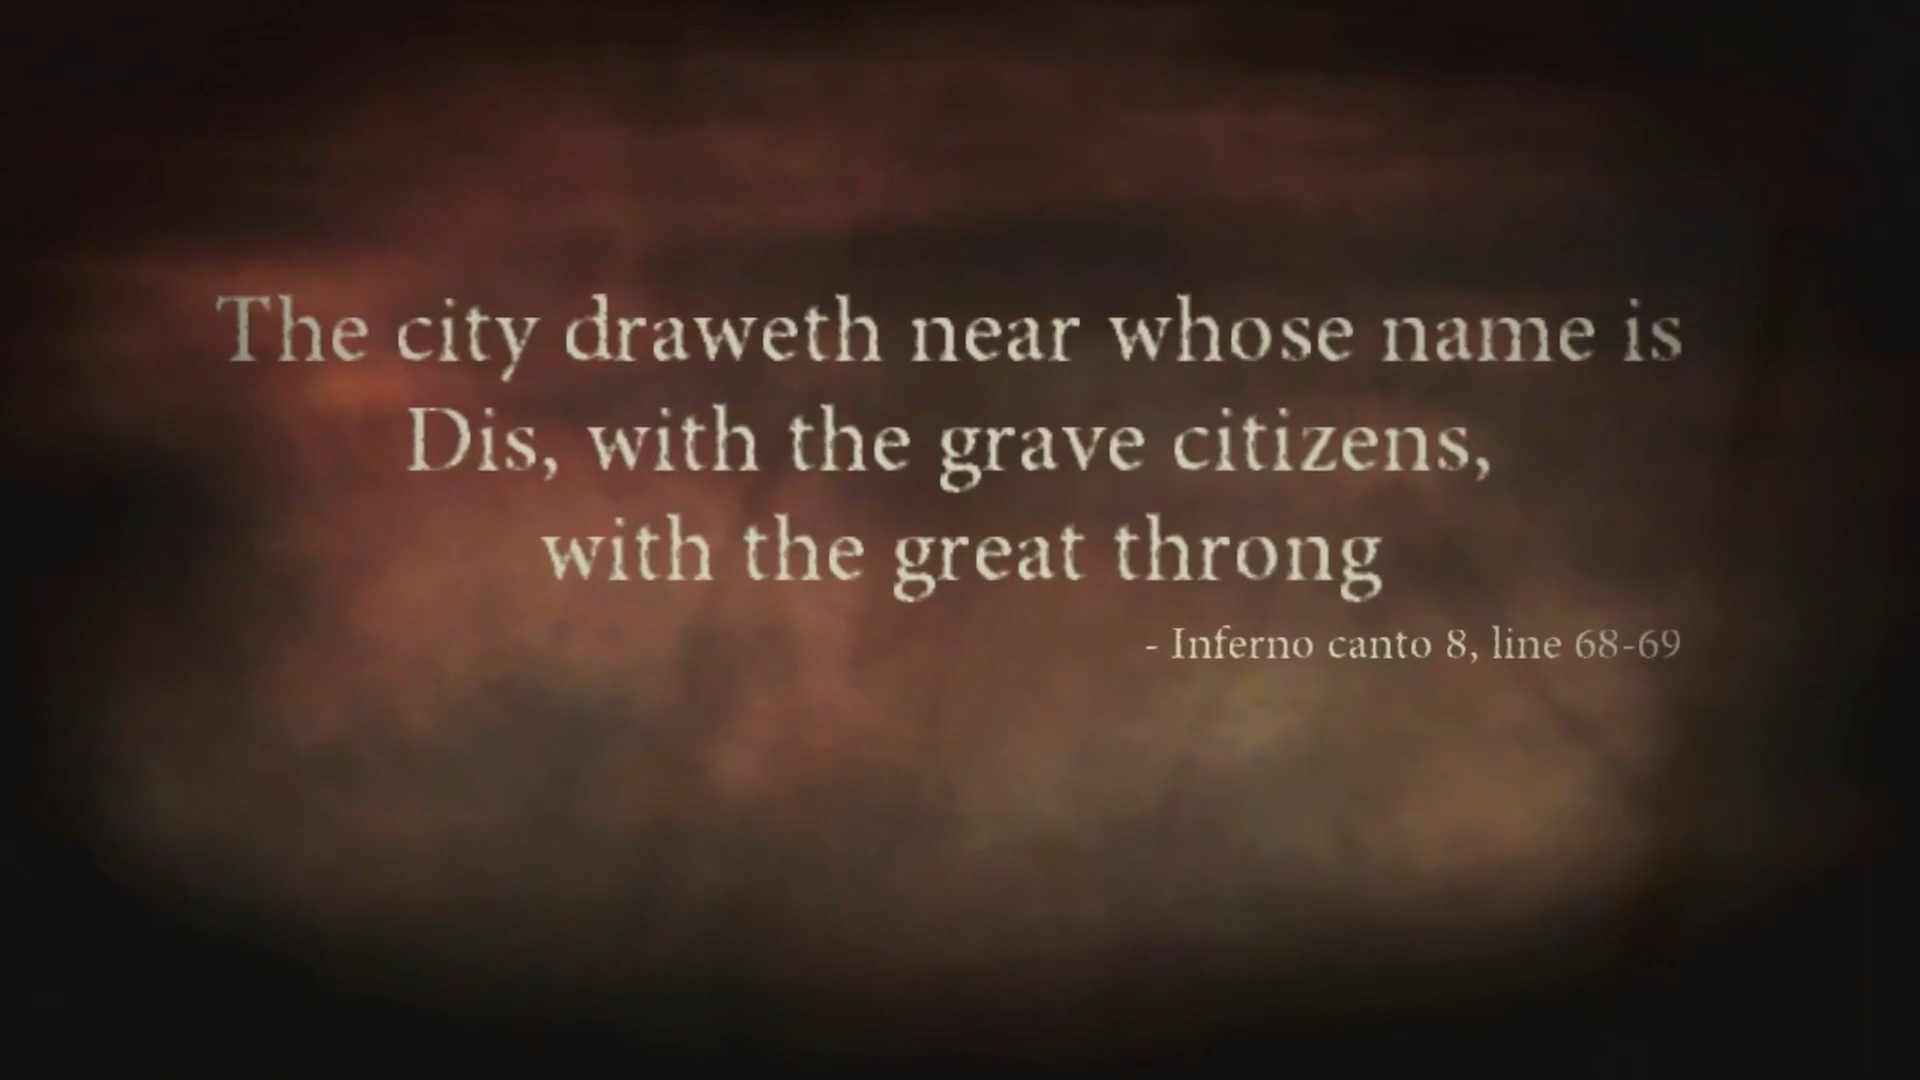 The city draweth near whose name is
Dis, with the grave citizens,
with the great throng
- Inferno canto 8, line 68-69